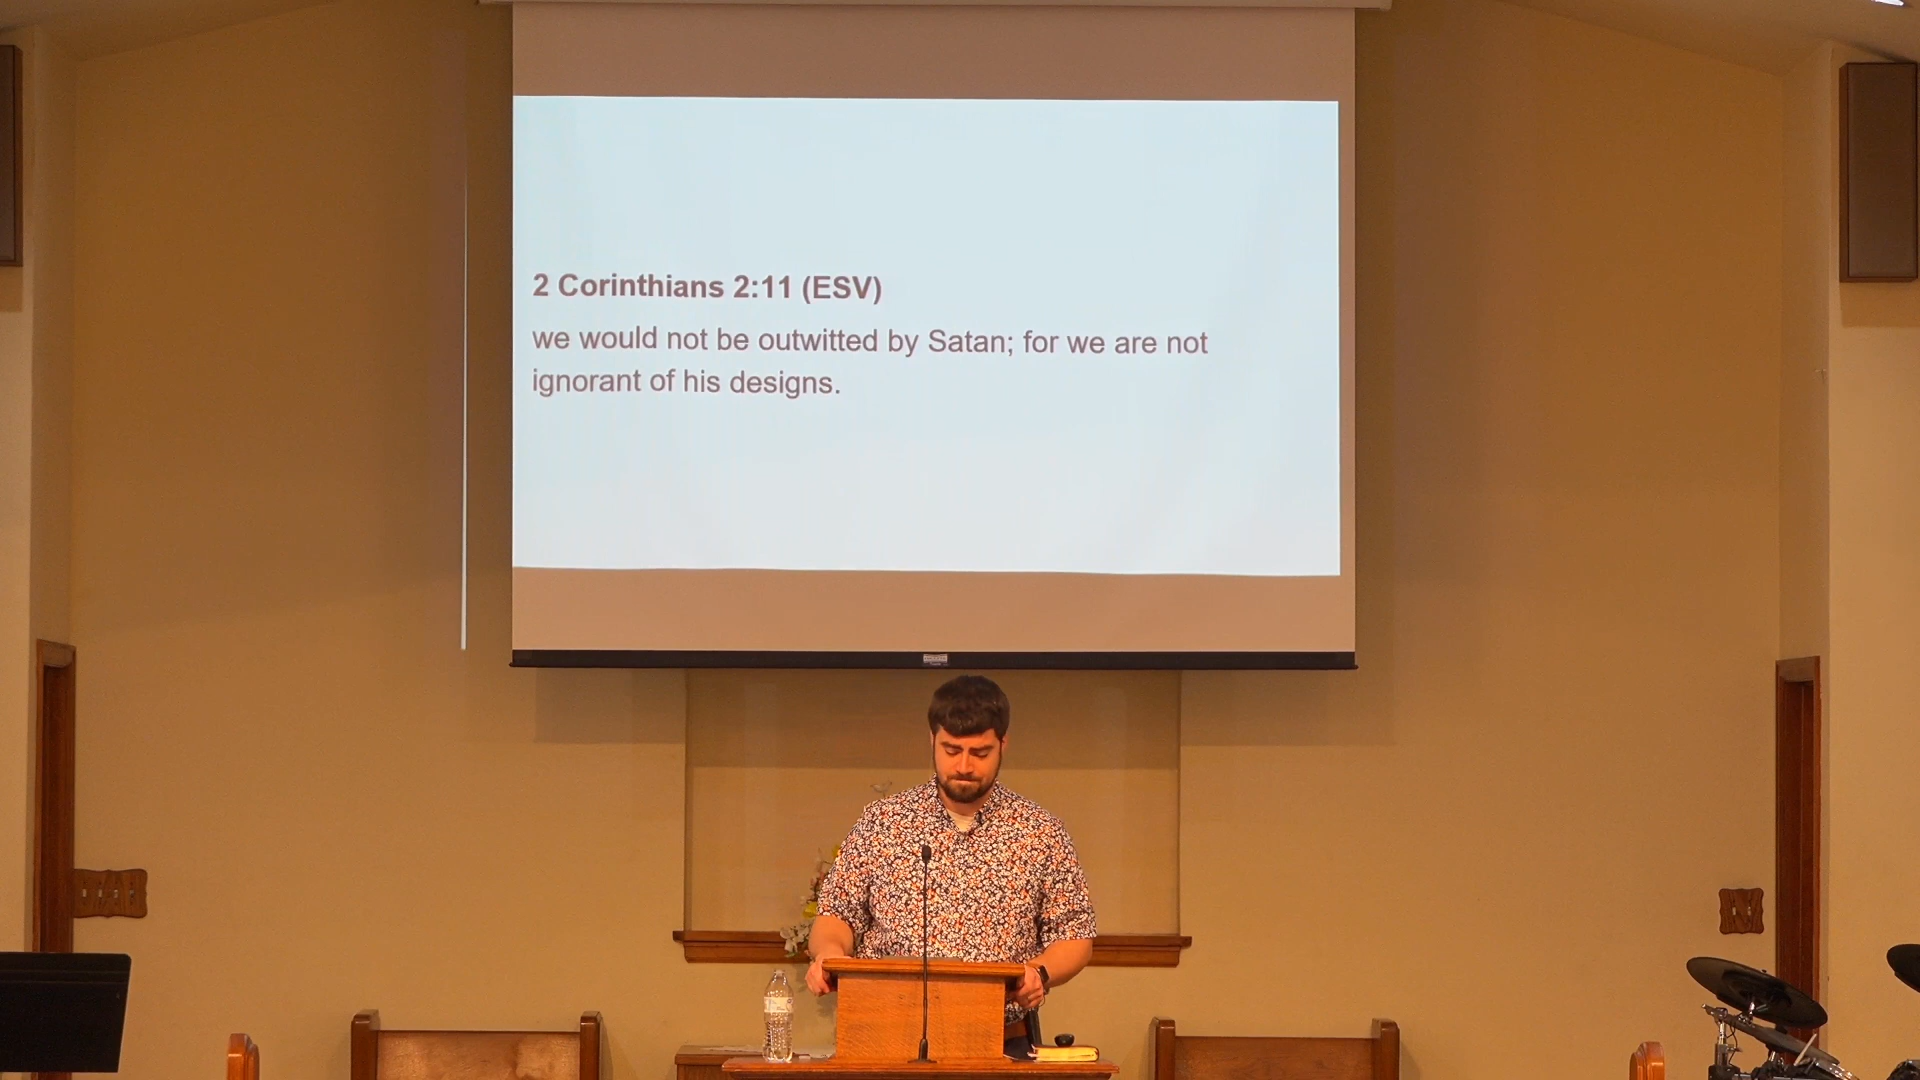 2 Corinthians 2:11 (ESV)
we would not be outwitted by Satan; for we are not
ignorant of his designs.